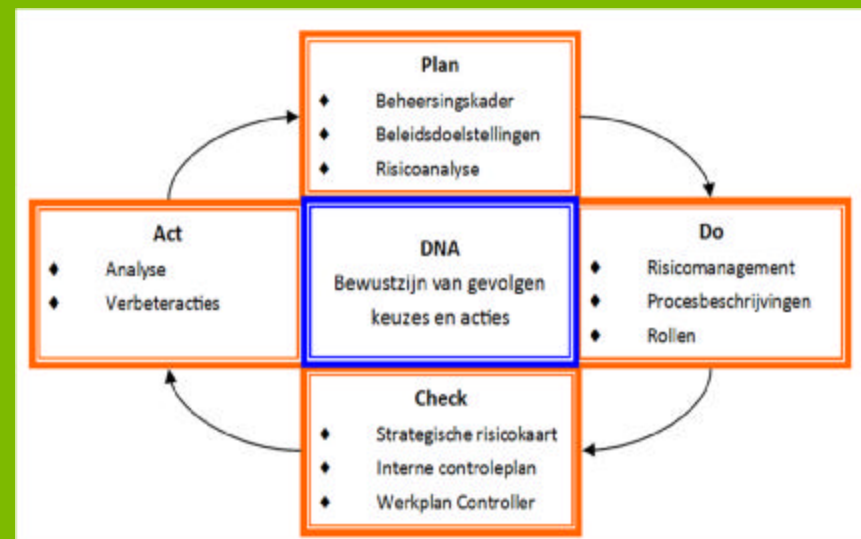 Plan
♦ Beheersingskader
♦ Beleidsdoelstellingen
♦ Risicoanalyse
Act
♦ Analyse
♦ Verbeteracties
DNA
Bewustzijn van gevolgen
keuzes en acties
Do
♦ Risicomanagement
♦ Procesbeschrijvingen
♦ Rollen
Check
♦ Strategische risicokaart
♦ Interne controleplan
♦ Werkplan Controller